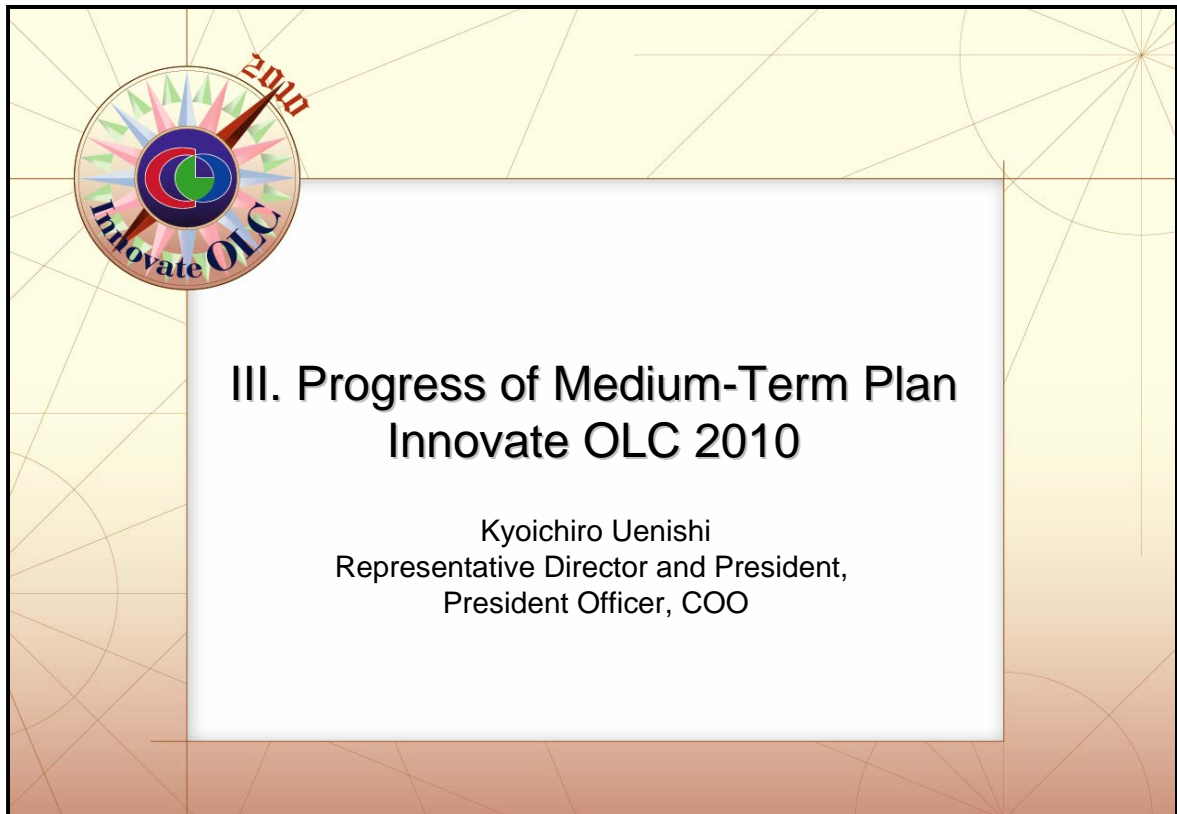 2010
Innovate OLC
III. Progress of Medium-Term Plan
Innovate OLC 2010
Kyoichiro Uenishi
Representative Director and President,
President Officer, COO